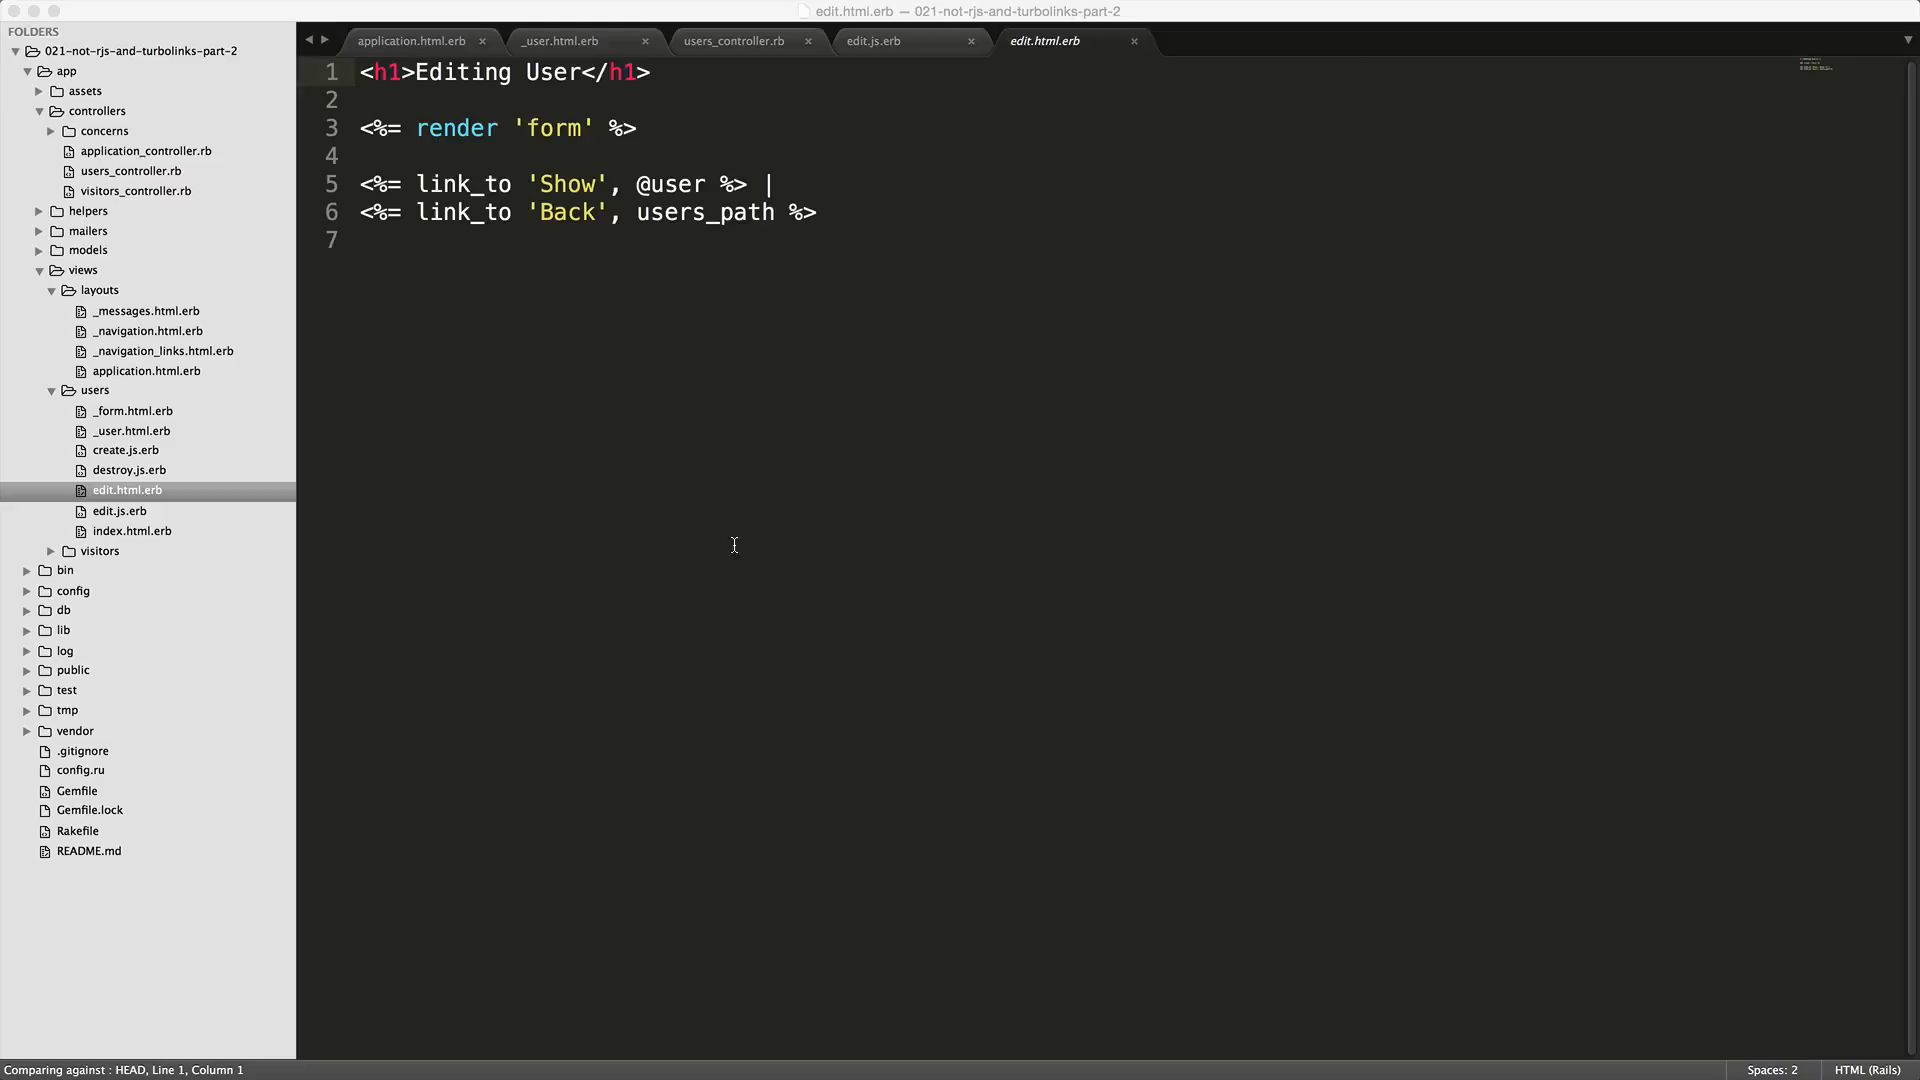 edit.html.erb — 021-not-rjs-and-turbolinks-part-2
FOLDERS
021-not-rjs-and-turbolinks-part-2
app
assets
controllers
concerns
application_controller.rb
users_controller.rb
visitors_controller.rb
helpers
mailers
models
views
layouts
_messages.html.erb
_navigation.html.erb
_navigation_links.html.erb
application.html.erb
users
_form.html.erb
_user.html.erb
create.js.erb
destroy.js.erb
edit.html.erb
edit.js.erb
index.html.erb
visitors
bin
config
db
lib
log
public
test
tmp
vendor
.gitignore
config.ru
Gemfile
Gemfile.lock
Rakefile
README.md
application.html.erb × _user.html.erb × users_controller.rb × edit.js.erb × edit.html.erb ×
1 <h1>Editing User</h1>
2
3 <%= render 'form' %>
4
5 <%= link_to 'Show', @user %> |
6 <%= link_to 'Back', users_path %>
7
Comparing against : HEAD, Line 1, Column 1 Spaces: 2 HTML (Rails)